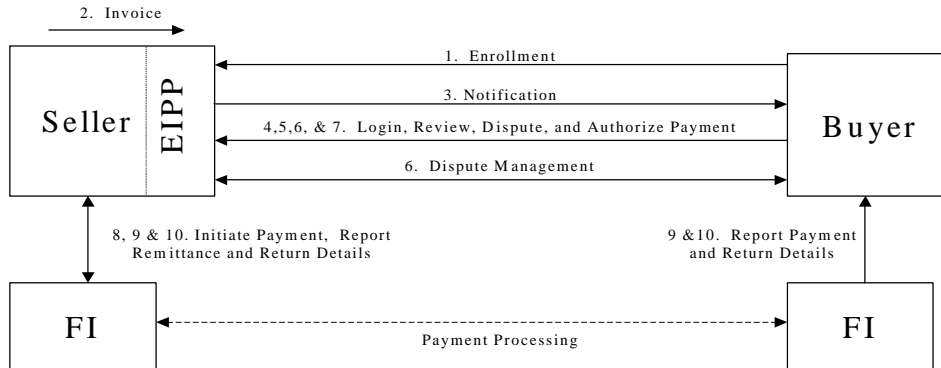 2. Invoice
1. Enrollment
3. Notification
Seller
EIPP
4,5,6, & 7. Login, Review, Dispute, and Authorize Payment
Buyer
6. Dispute Management
8, 9 & 10. Initiate Payment, Report
Remittance and Return Details
9 &10. Report Payment
and Return Details
FI
FI
Payment Processing